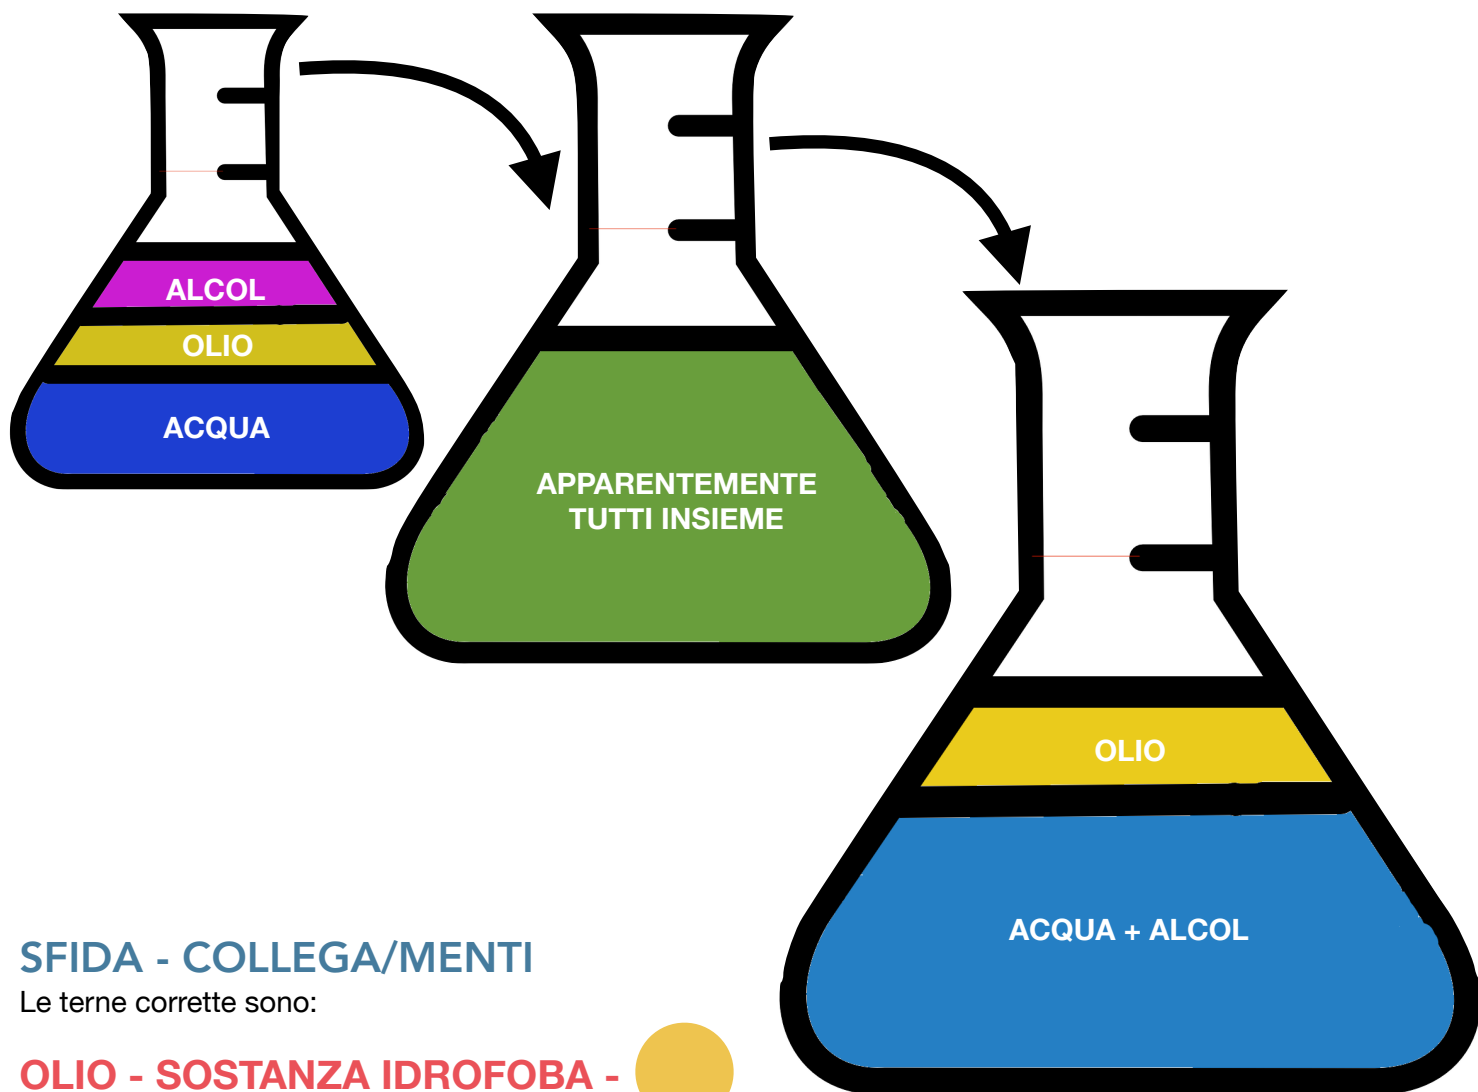 ALCOL
OLIO
ACQUA
APPARENTEMENTE
TUTTI INSIEME
OLIO
ACQUA + ALCOL
SFIDA - COLLEGA/MENTI
Le terne corrette sono:
OLIO - SOSTANZA IDROFOBA -